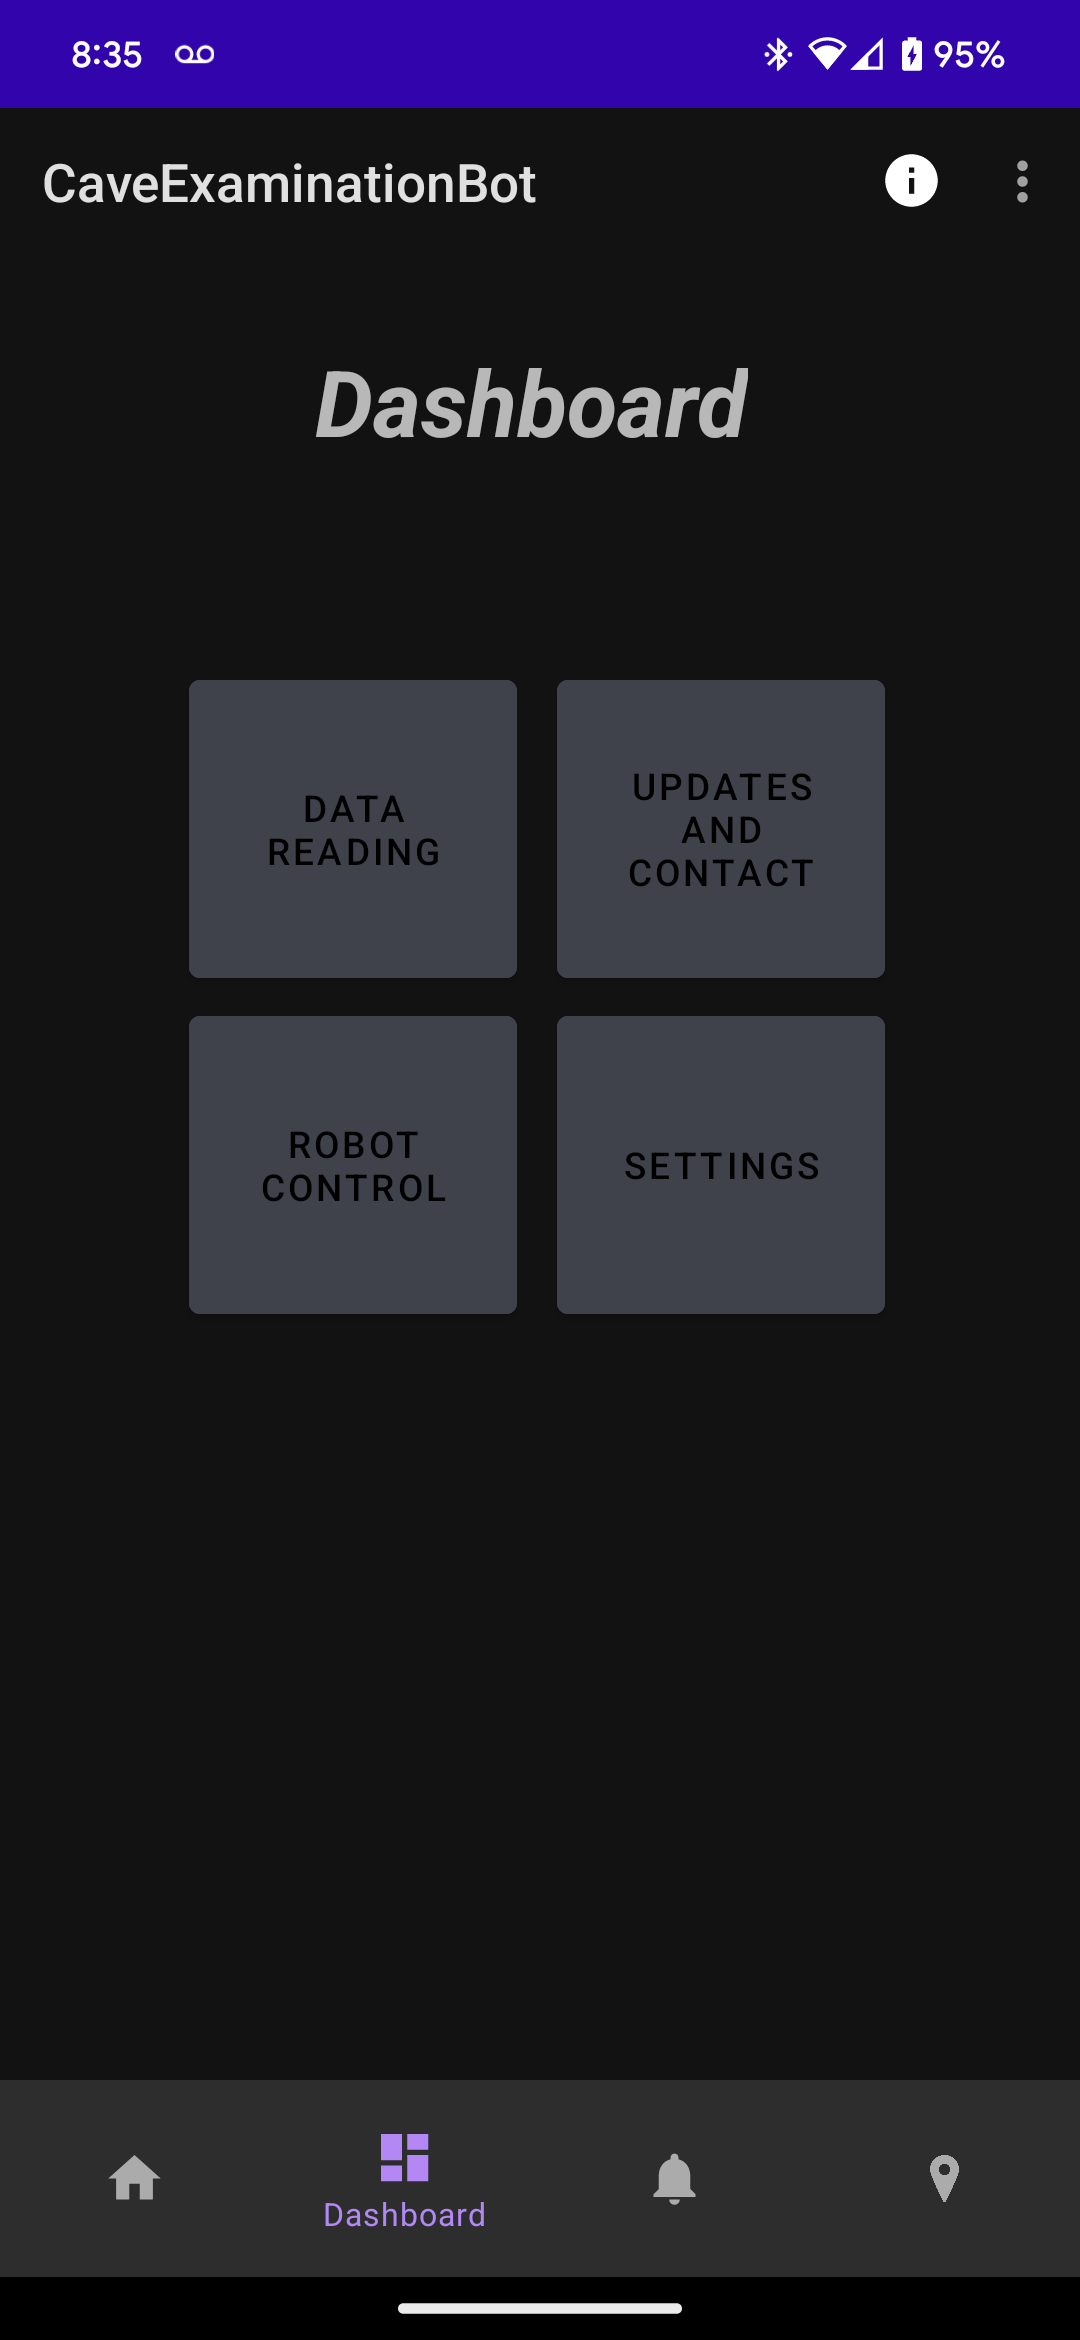 8:35
95%
CaveExaminationBot
Dashboard
DATA
READING
UPDATES
AND
CONTACT
ROBOT
CONTROL
SETTINGS
Dashboard